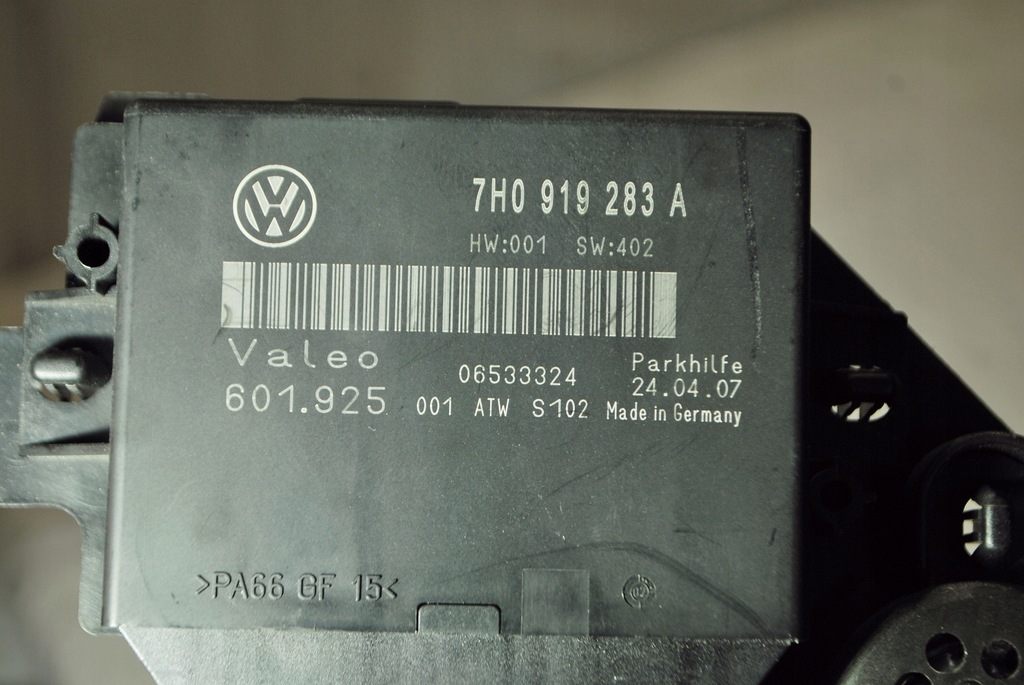 7H0 919 283 A
HW:001 SW:402
Valeo
06533324
Parkhilfe
601.925
24.04.07
001 ATW S102
Made in Germany
>PA66 GF 15<